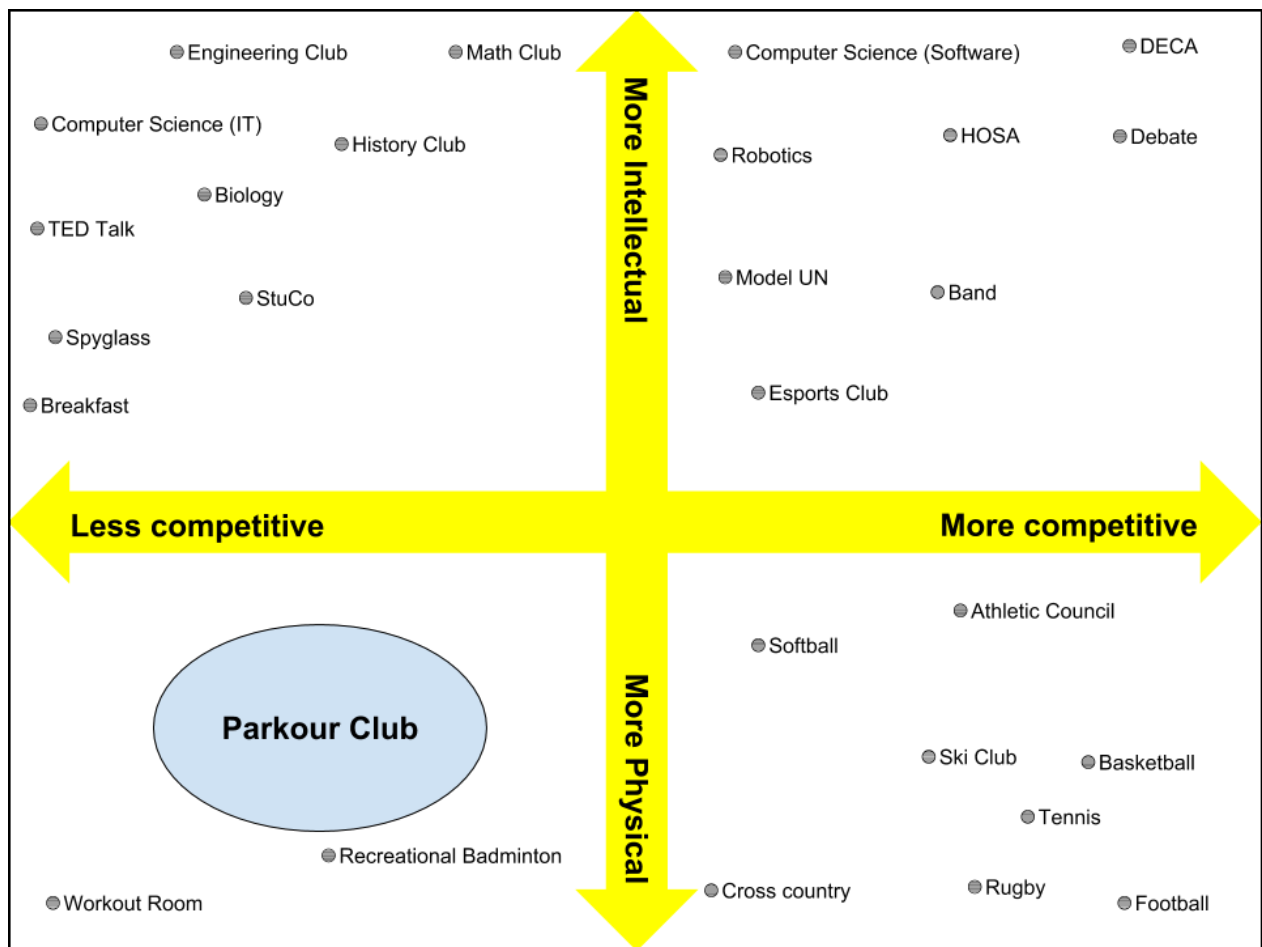 Engineering Club
Math Club
Computer Science (Software)
DECA
Computer Science (IT)
History Club
Robotics
HOSA
Debate
Biology
TED Talk
StuCo
Model UN
Band
Spyglass
Breakfast
Esports Club
More Intellectual
Less competitive
More competitive
Athletic Council
Softball
Parkour Club
More Physical
Ski Club
Basketball
Tennis
Recreational Badminton
Workout Room
Cross country
Rugby
Football